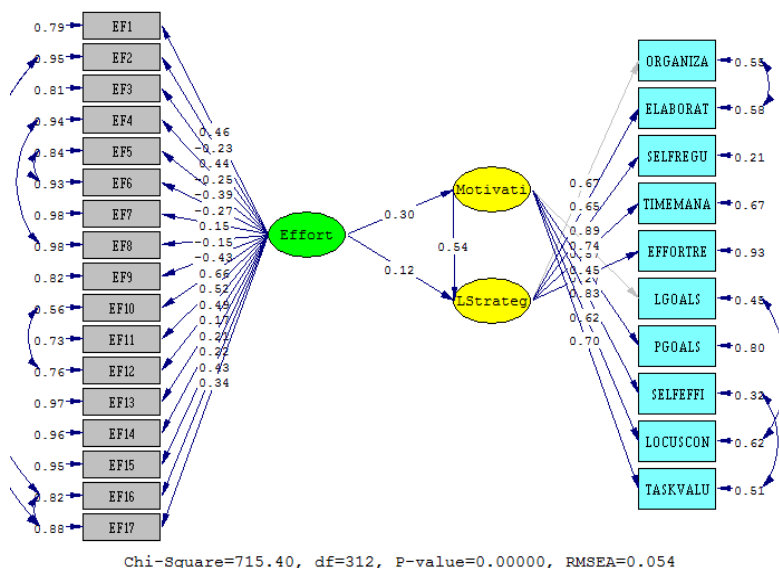 0.79 EF1
0.95 EF2
0.81 EF3
0.94 EF4
0.84 EF5
0.93 EF6
0.98 EF7
0.98 EF8
0.82 EF9
0.56 EF10
0.73 EF11
0.76 EF12
0.97 EF13
0.96 EF14
0.95 EF15
0.82 EF16
0.88 EF17
0.46
-0.23
0.44
-0.25
-0.39
-0.27
0.15
-0.15
-0.43
0.66
0.52
0.49
0.17
0.21
0.22
0.43
0.34
Effort
0.30
0.12
Motivati
0.54
LStrateg
0.67
0.65
0.89
0.74
0.45
0.83
0.62
0.70
ORGANIZA 0.55
ELABORAT 0.58
SELFREGU 0.21
TIMEMANA 0.67
EFFORTRE 0.93
LGOALS 0.45
PGOALS 0.80
SELFEFFI 0.32
LOCUSCON 0.62
TASKVALU 0.51
Chi-Square=715.40, df=312, P-value=0.00000, RMSEA=0.054